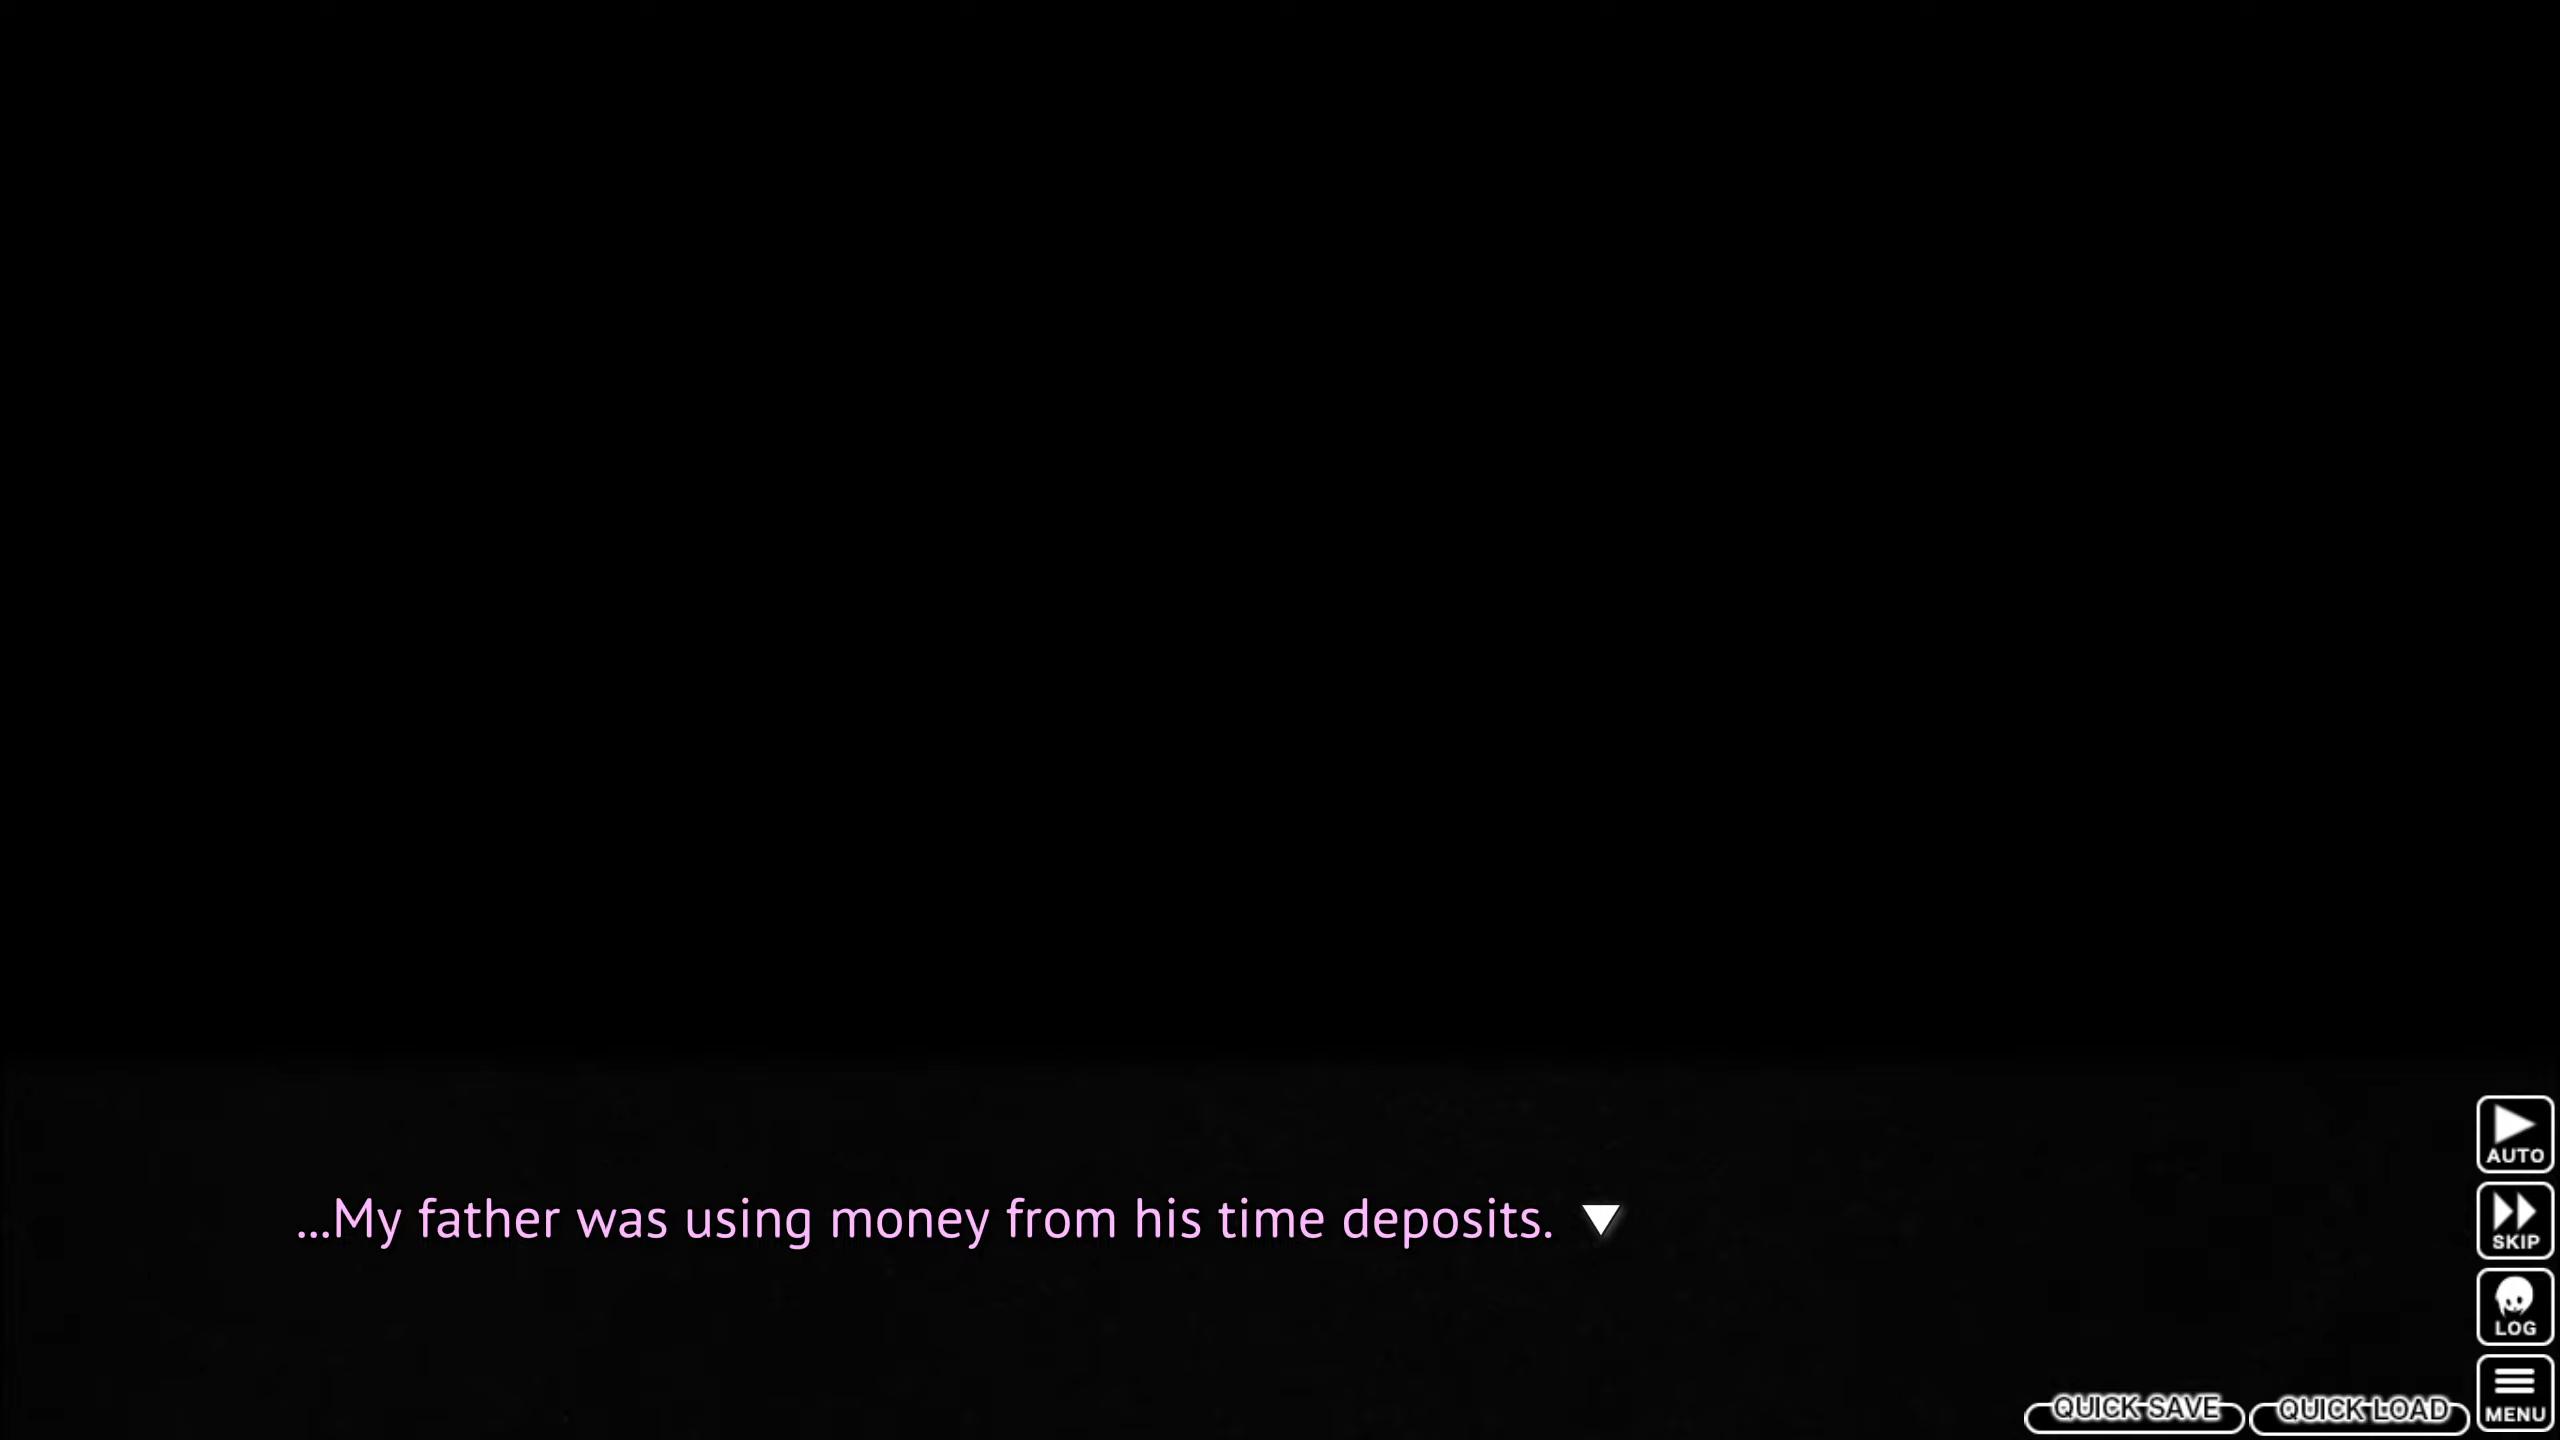 ...My father was using money from his time deposits.
AUTO
SKIP
LOG
QUICK SAVE
QUICK LOAD
MENU